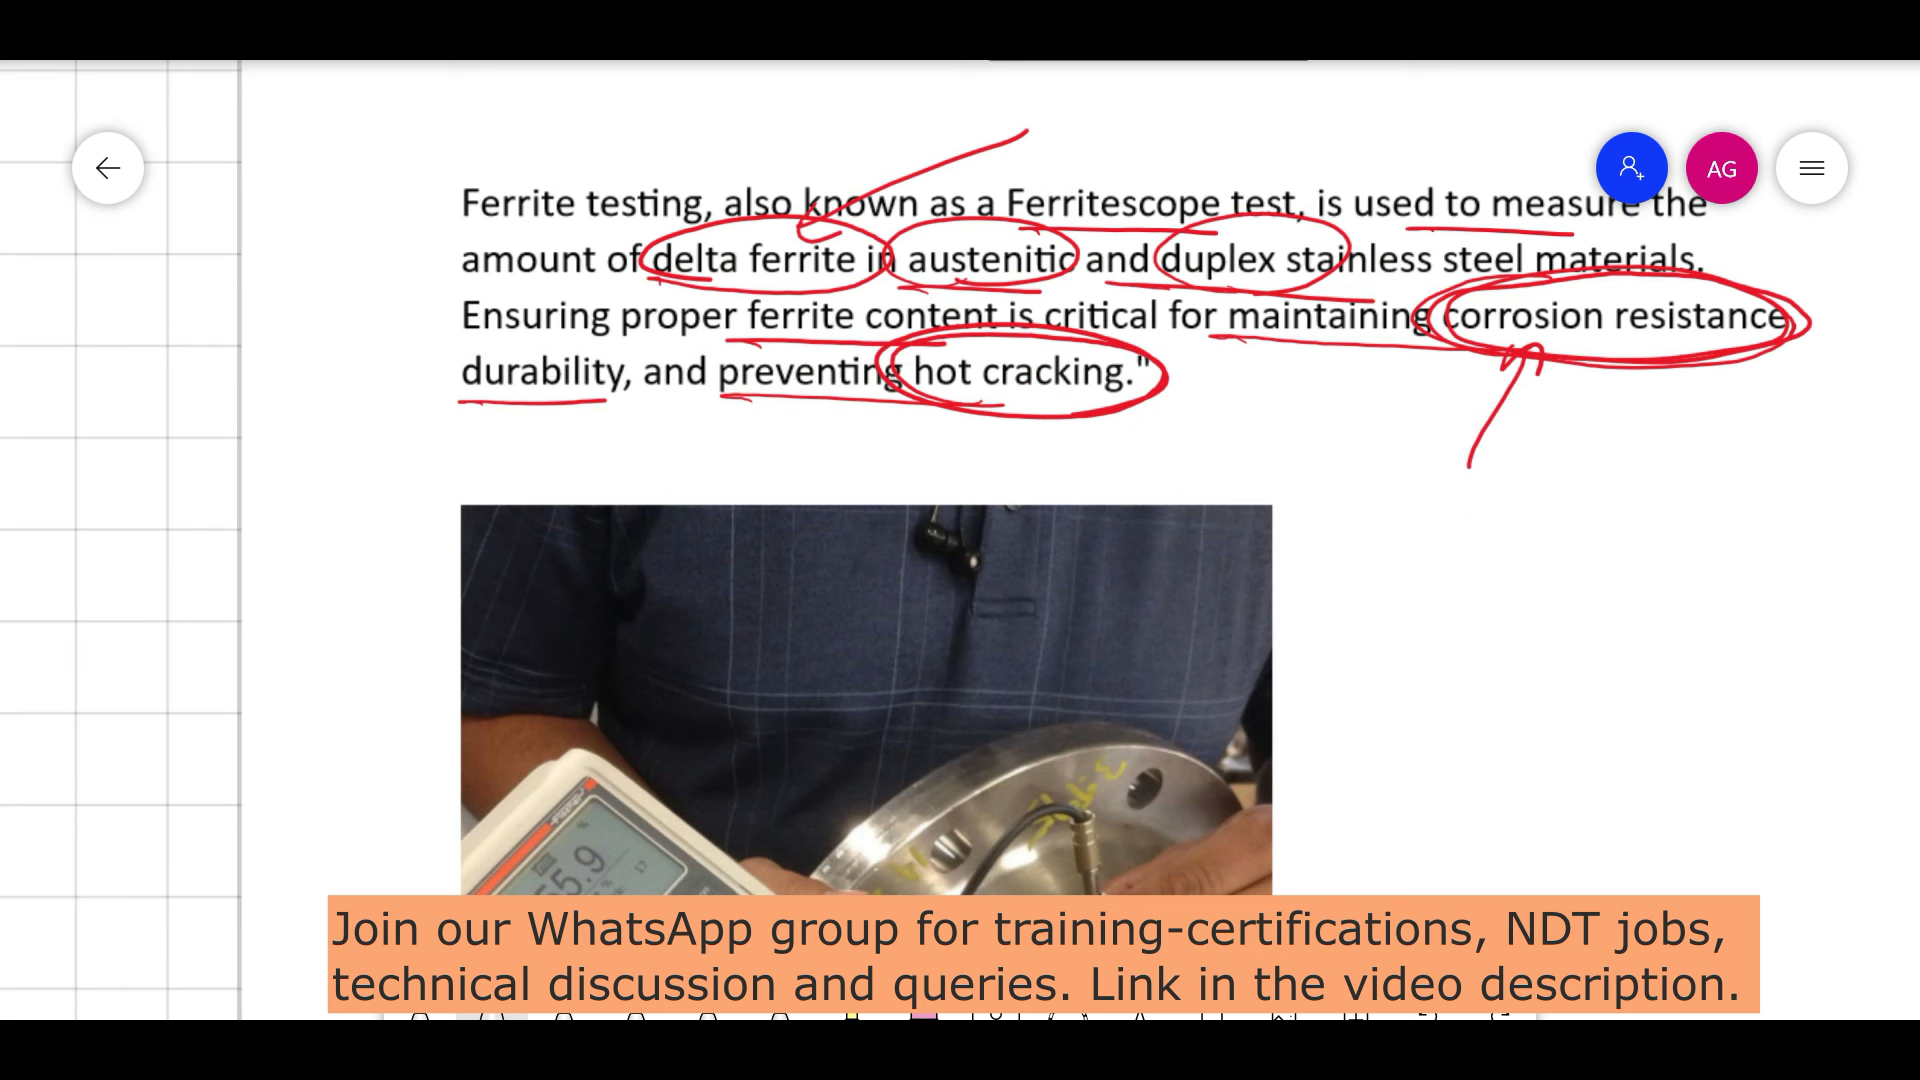 AG
Ferrite testing, also known as a Ferritescope test, is used to measure the
amount of delta ferrite in austenitic and duplex stainless steel materials.
Ensuring proper ferrite content is critical for maintaining corrosion resistance
durability, and preventing hot cracking."
55.9
Join our WhatsApp group for training-certifications, NDT jobs,
technical discussion and queries. Link in the video description.